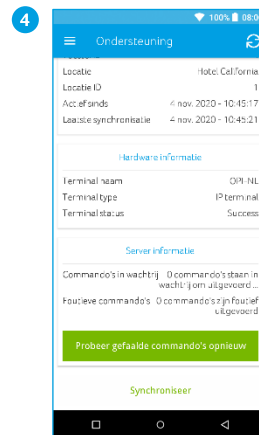 4
100% 08:0
Ondersteuning
Locatie Hotel California
Locatie ID 1
Actief sinds 4 nov. 2020 - 10:45:17
Laatste synchronisatie 4 nov. 2020 - 10:45:21
Hardware informatie
Terminal naam OPI-NL
Terminal type IP terminal
Terminal status Success
Server informatie
Commando's in wachtrij 0 commando's staan in
wachtrij om uitgevoerd ...
Foutieve commando's 0 commando's zijn foutief
uitgevoerd
Probeer gefaalde commando's opnieuw
Synchroniseer